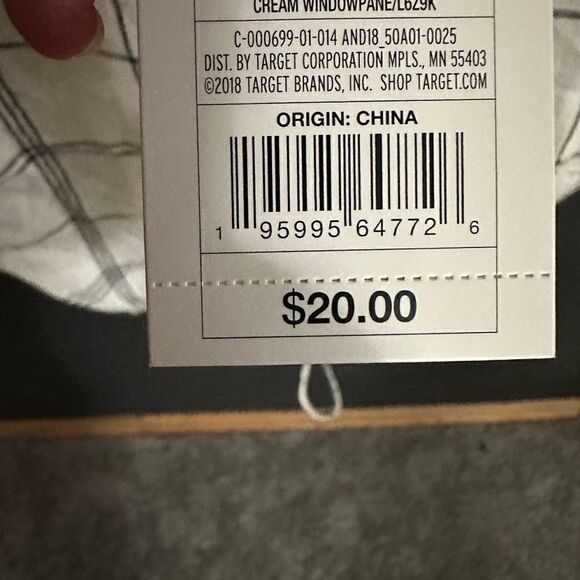 CREAM WINDOWPANE/L6Z9K
C-000699-01-014 AND18_50A01-0025
DIST. BY TARGET CORPORATION MPLS., MN 55403
©2018 TARGET BRANDS, INC. SHOP TARGET.COM
ORIGIN: CHINA
1 95995 64772 6
$20.00